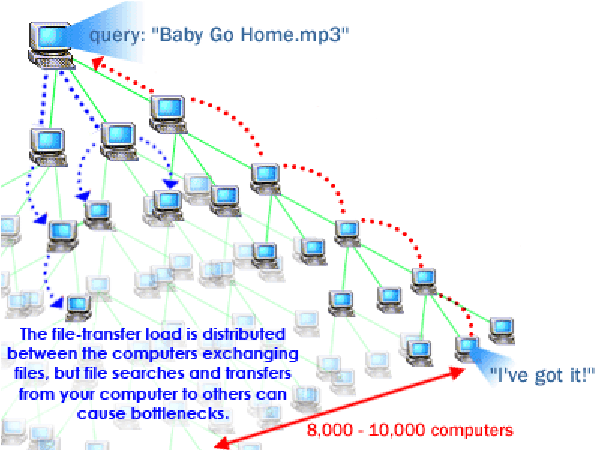 query: "Baby Go Home.mp3"
The file-transfer load is distributed
between the computers exchanging
files, but file searches and transfers
from your computer to others can
cause bottlenecks.
"I've got it!"
8,000 - 10,000 computers